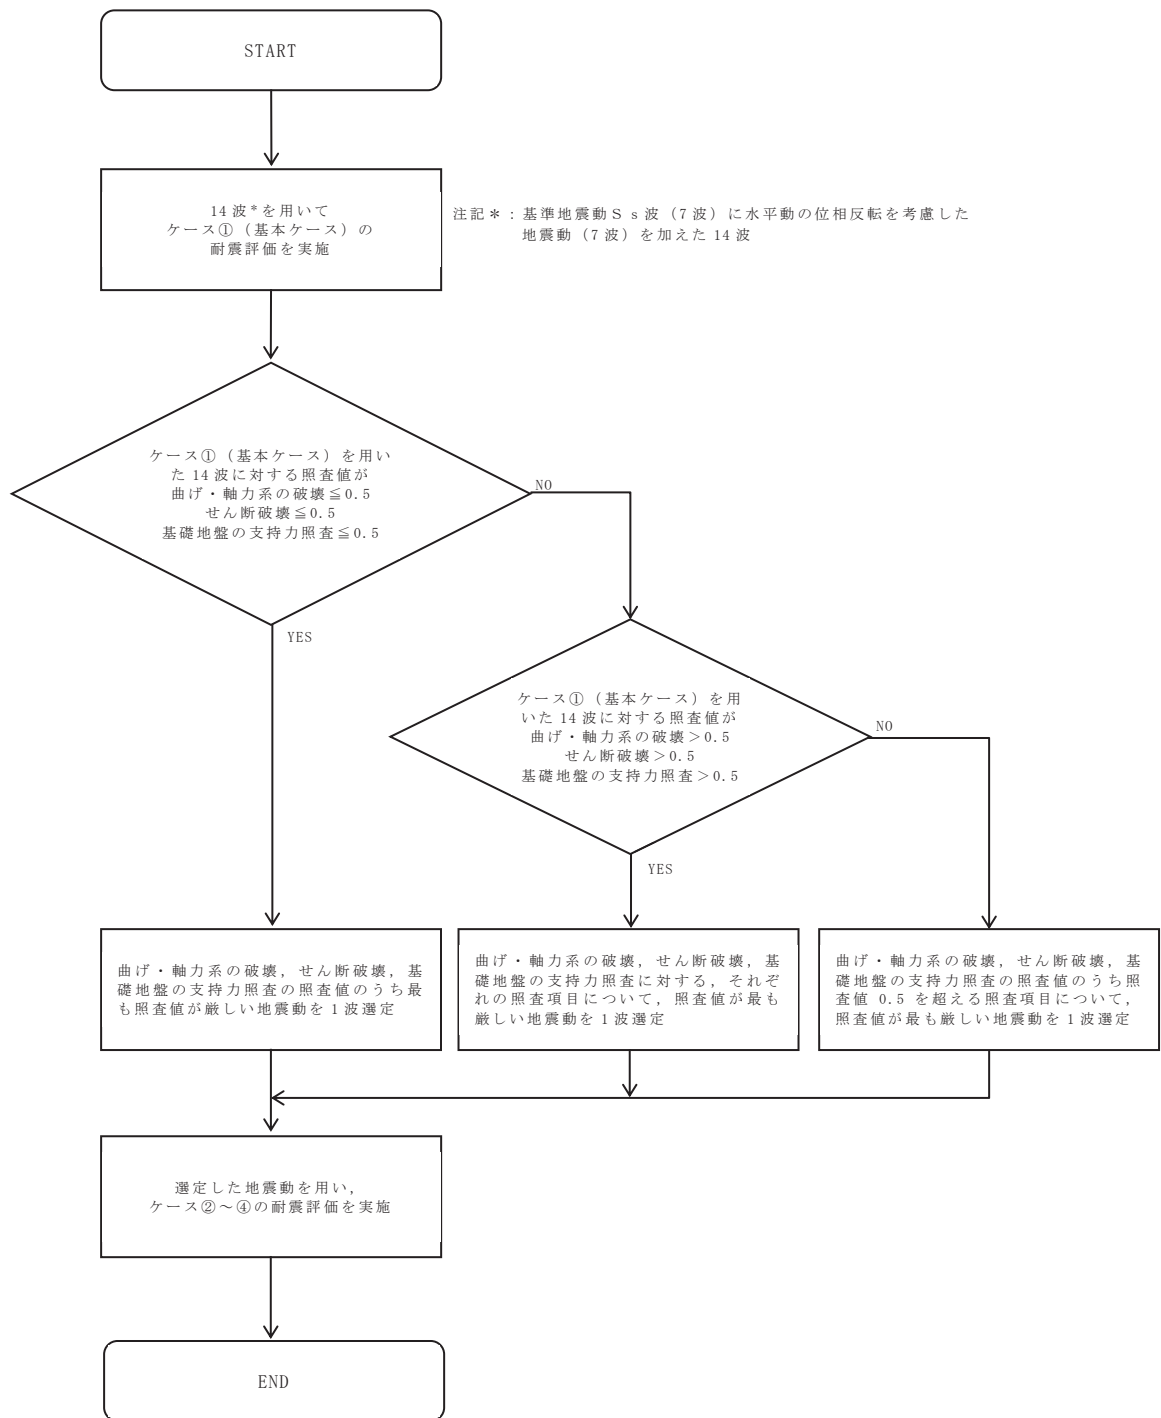 START
14波*を用いて
ケース①（基本ケース）の
耐震評価を実施
注記＊：基準地震動Ｓｓ波（7波）に水平動の位相反転を考慮した
地震動（7波）を加えた14波
ケース①（基本ケース）を用い
た14波に対する照査値が
曲げ・軸力系の破壊≦0.5
せん断破壊≦0.5
基礎地盤の支持力照査≦0.5
NO
YES
ケース①（基本ケース）を用
いた14波に対する照査値が
曲げ・軸力系の破壊＞0.5
せん断破壊＞0.5
基礎地盤の支持力照査＞0.5
NO
YES
曲げ・軸力系の破壊，せん断破壊，基
礎地盤の支持力照査の照査値のうち最
も照査値が厳しい地震動を1波選定
曲げ・軸力系の破壊，せん断破壊，基
礎地盤の支持力照査に対する，それぞ
れの照査項目について，照査値が最も
厳しい地震動を1波選定
曲げ・軸力系の破壊，せん断破壊，基
礎地盤の支持力照査の照査値のうち照
査値 0.5 を超える照査項目について，
照査値が最も厳しい地震動を1波選定
選定した地震動を用い，
ケース②～④の耐震評価を実施
END